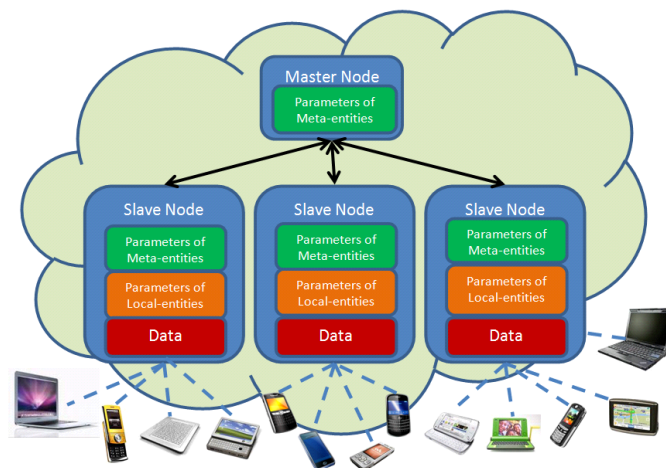 Master Node
Parameters of
Meta-entities
Slave Node
Parameters of
Meta-entities
Parameters of
Local-entities
Data
Slave Node
Parameters of
Meta-entities
Parameters of
Local-entities
Data
Slave Node
Parameters of
Meta-entities
Parameters of
Local-entities
Data